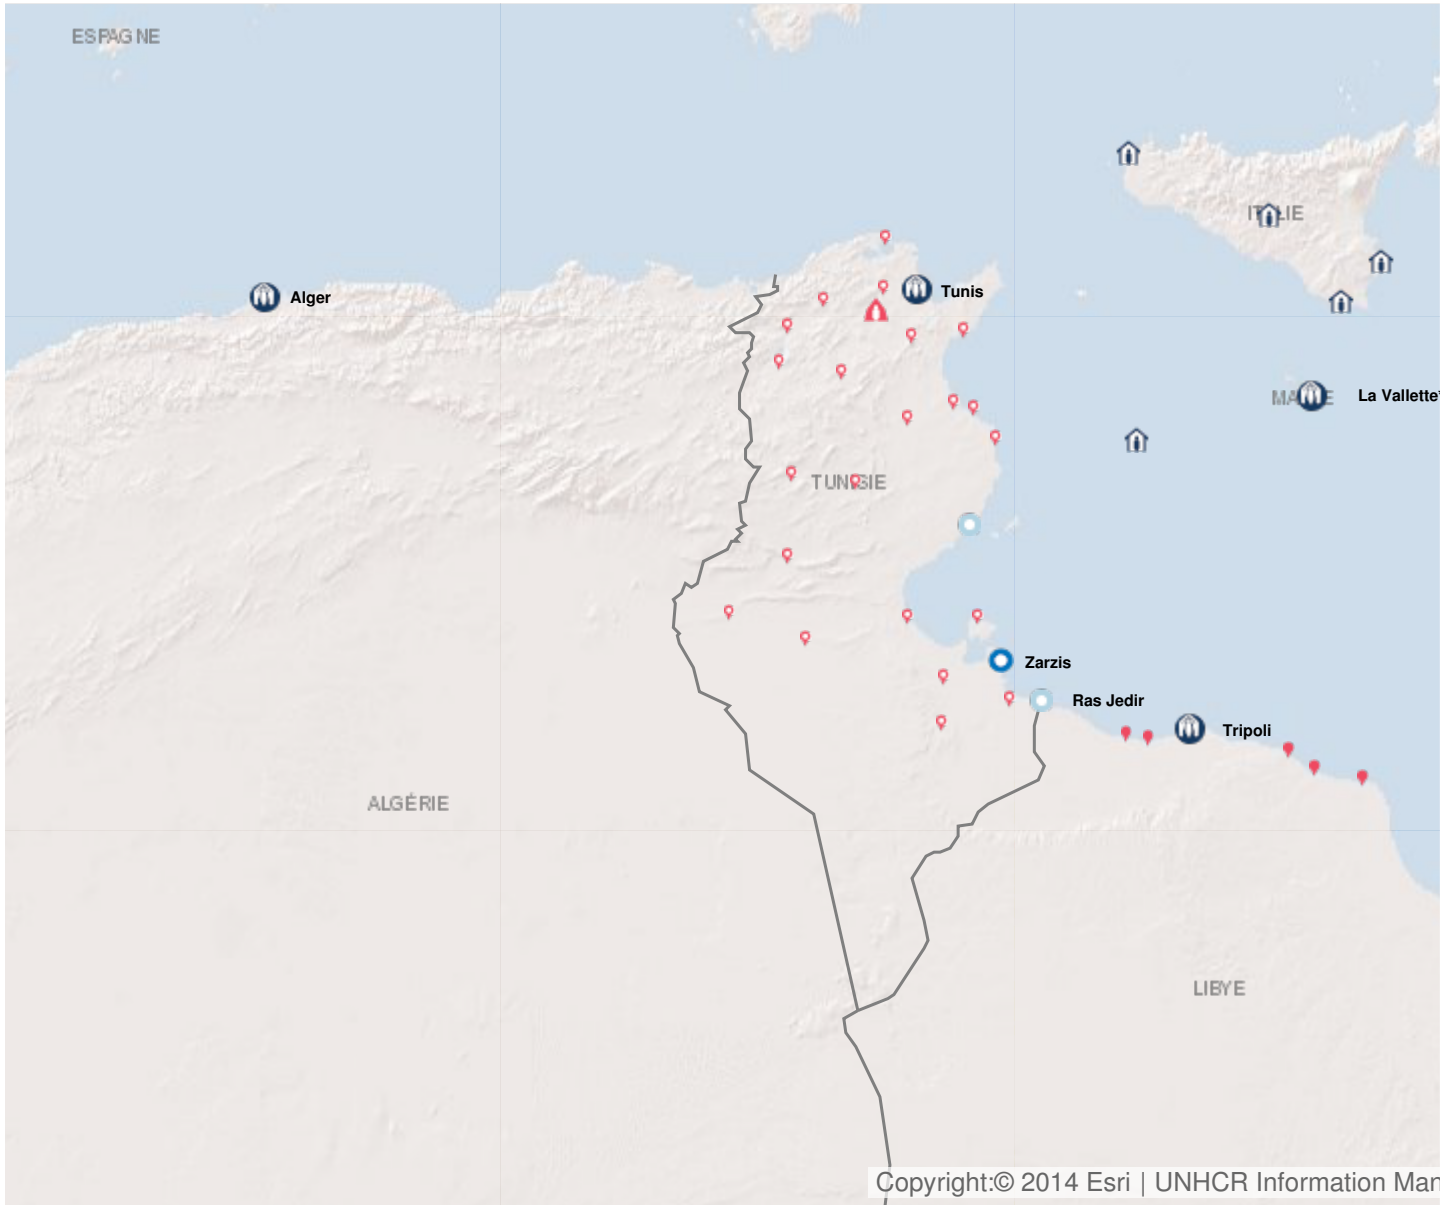 ESPAGNE
ITALIE
Alger
Tunis
MALTE
La Vallette
TUNISIE
Zarzis
Ras Jedir
Tripoli
ALGÉRIE
LIBYE
Copyright:© 2014 Esri | UNHCR Information Man